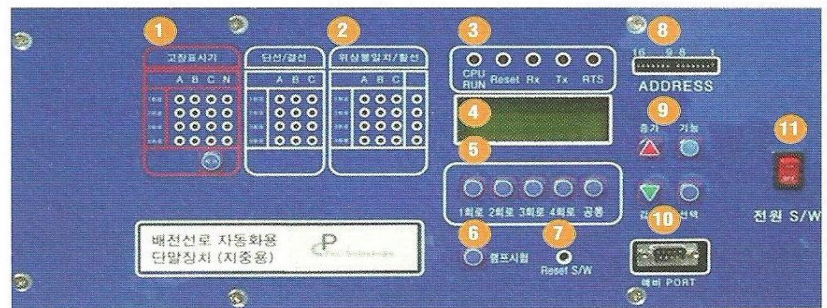 1
2
3
8
고장표시기
단선/결선
위상불일치/활선
A B C N
A B C
A B C
CPU RUN
Reset
Rx
Tx
RTS
16 9 8 1
ADDRESS
4
9
증가
기능
11
5
1회로 2회로 3회로 4회로 공통
10
선택
전원 S/W
6
7
배전선로 자동화용
단말장치 (지중용)
P
램프시험
Reset S/W
예비 PORT